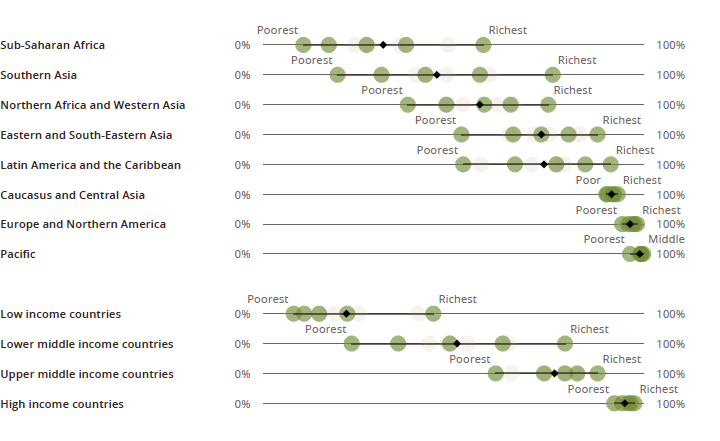 Poorest Richest
Sub-Saharan Africa 0% 100%
Poorest Richest
Southern Asia 0% 100%
Poorest Richest
Northern Africa and Western Asia 0% 100%
Poorest Richest
Eastern and South-Eastern Asia 0% 100%
Poorest Richest
Latin America and the Caribbean 0% 100%
Poor Richest
Caucasus and Central Asia 0% 100%
Poorest Richest
Europe and Northern America 0% 100%
Poorest Middle
Pacific 0% 100%
Poorest Richest
Low income countries 0% 100%
Poorest Richest
Lower middle income countries 0% 100%
Poorest Richest
Upper middle income countries 0% 100%
Poorest Richest
High income countries 0% 100%